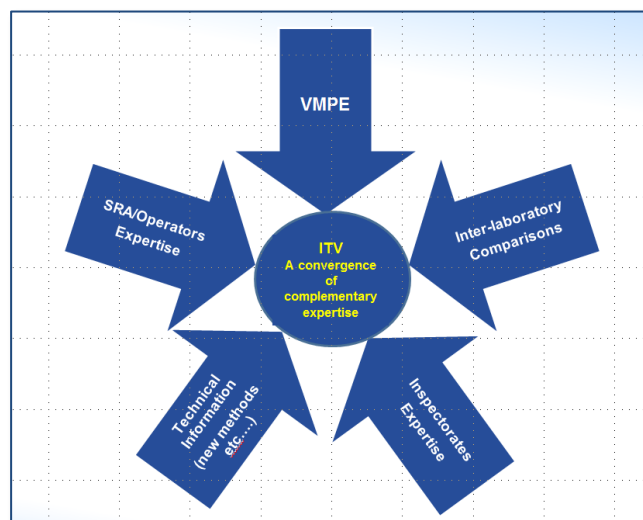 VMPE
SRA/Operators
Expertise
Inter-laboratory
Comparisons
ITV
A convergence
of
complementary
expertise
Technical
Information
(new methods
etc....)
Inspectorates
Expertise